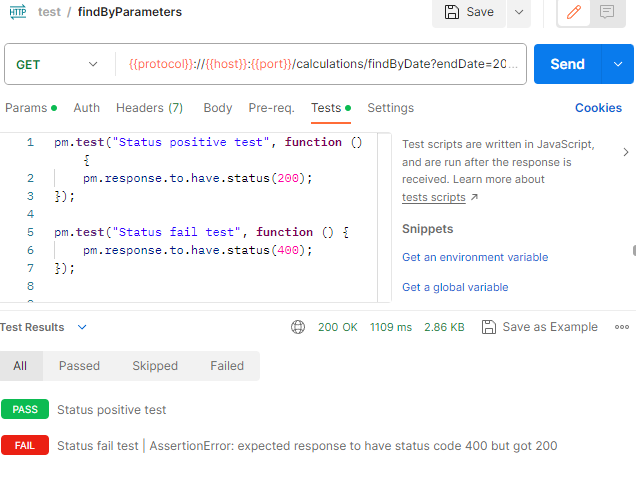 HTTP test / findByParameters Save
GET {{protocol}}://{{host}}:{{port}}/calculations/findByDate?endDate=20... Send
Params Auth Headers (7) Body Pre-req. Tests Settings Cookies
1 pm.test("Status positive test", function ()
{
2 pm.response.to.have.status(200);
3 });
4
5 pm.test("Status fail test", function () {
6 pm.response.to.have.status(400);
7 });
8
Test scripts are written in JavaScript,
and are run after the response is
received. Learn more about
tests scripts ↗
Snippets
Get an environment variable
Get a global variable
Test Results 200 OK 1109 ms 2.86 KB Save as Example
All Passed Skipped Failed
PASS Status positive test
FAIL Status fail test | AssertionError: expected response to have status code 400 but got 200